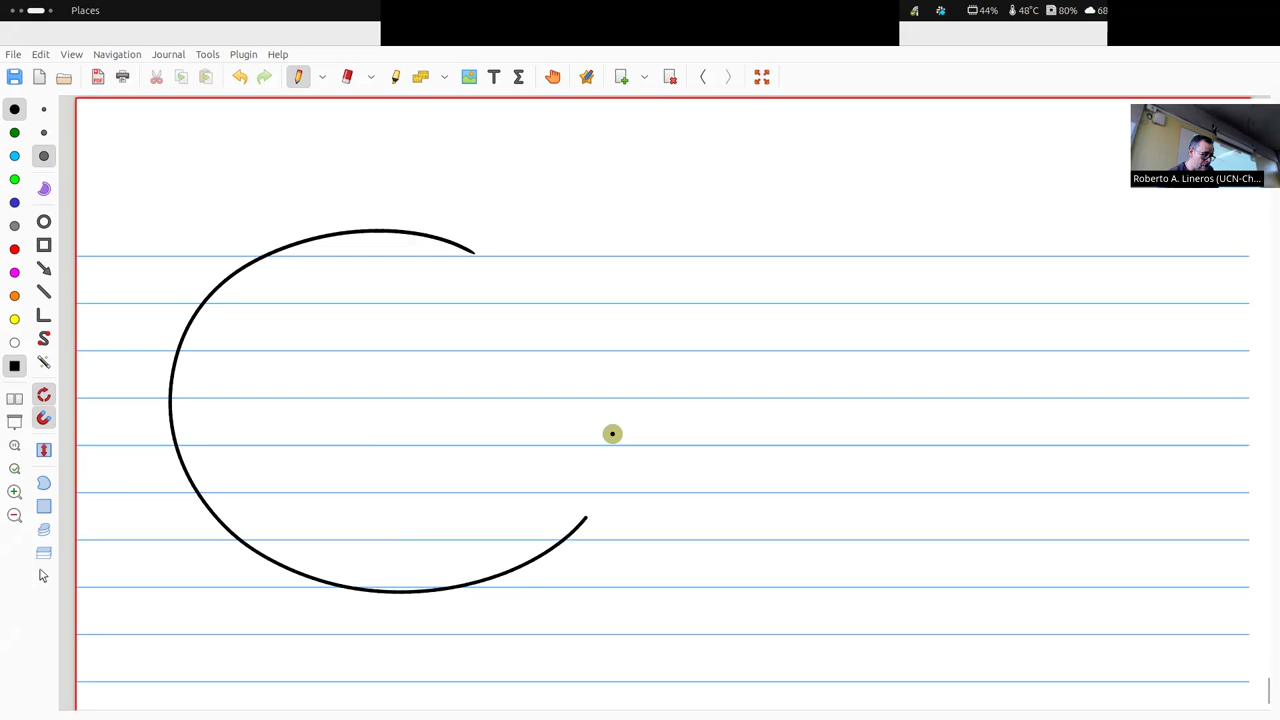 Places
44% 48°C 80% 68
File Edit View Navigation Journal Tools Plugin Help
Roberto A. Lineros (UCN-Ch...